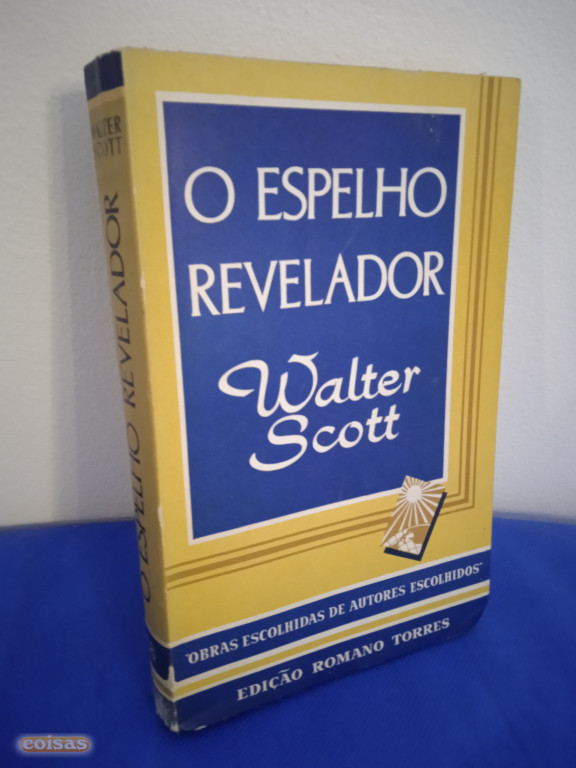 WALTER
SCOTT
O ESPELHO REVELADOR
O ESPELHO
REVELADOR
Walter
Scott
"OBRAS ESCOLHIDAS DE AUTORES ESCOLHIDOS"
EDIÇÃO ROMANO TORRES
coisas